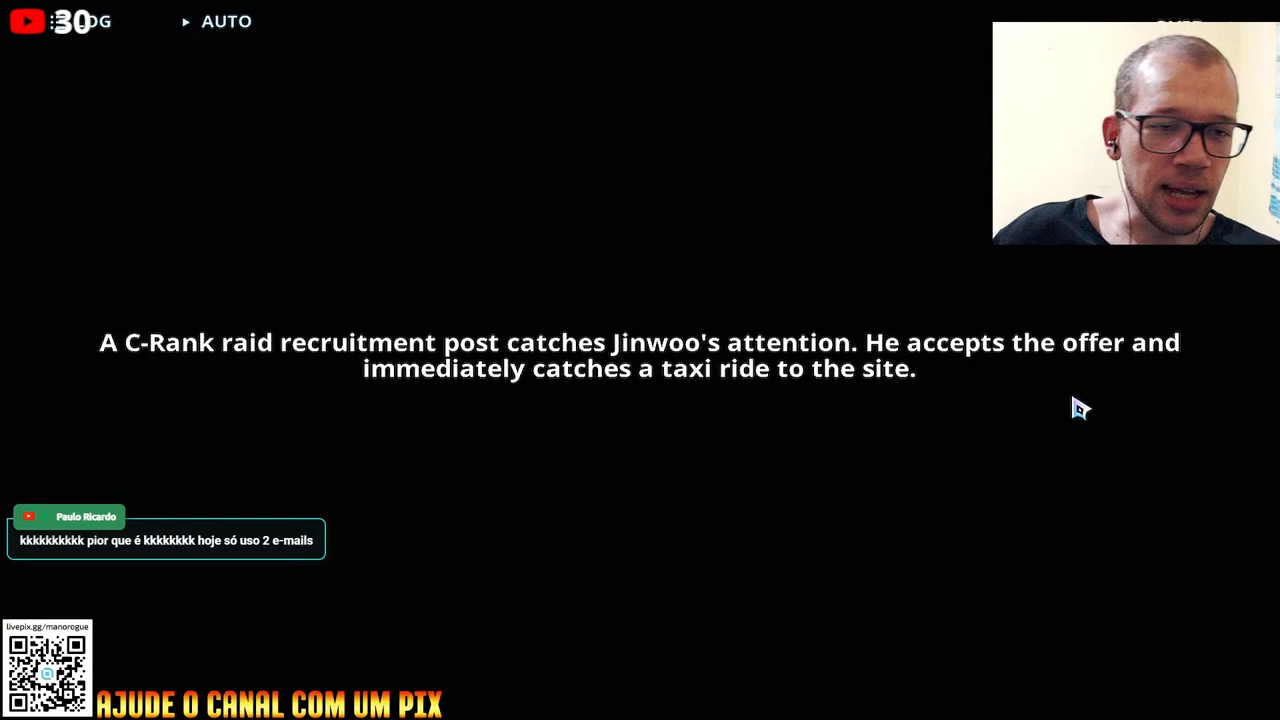 30
AUTO
A C-Rank raid recruitment post catches Jinwoo's attention. He accepts the offer and
immediately catches a taxi ride to the site.
Paulo Ricardo
kkkkkkkkkk pior que é kkkkkkkk hoje só uso 2 e-mails
livepix.gg/manorogue
AJUDE O CANAL COM UM PIX